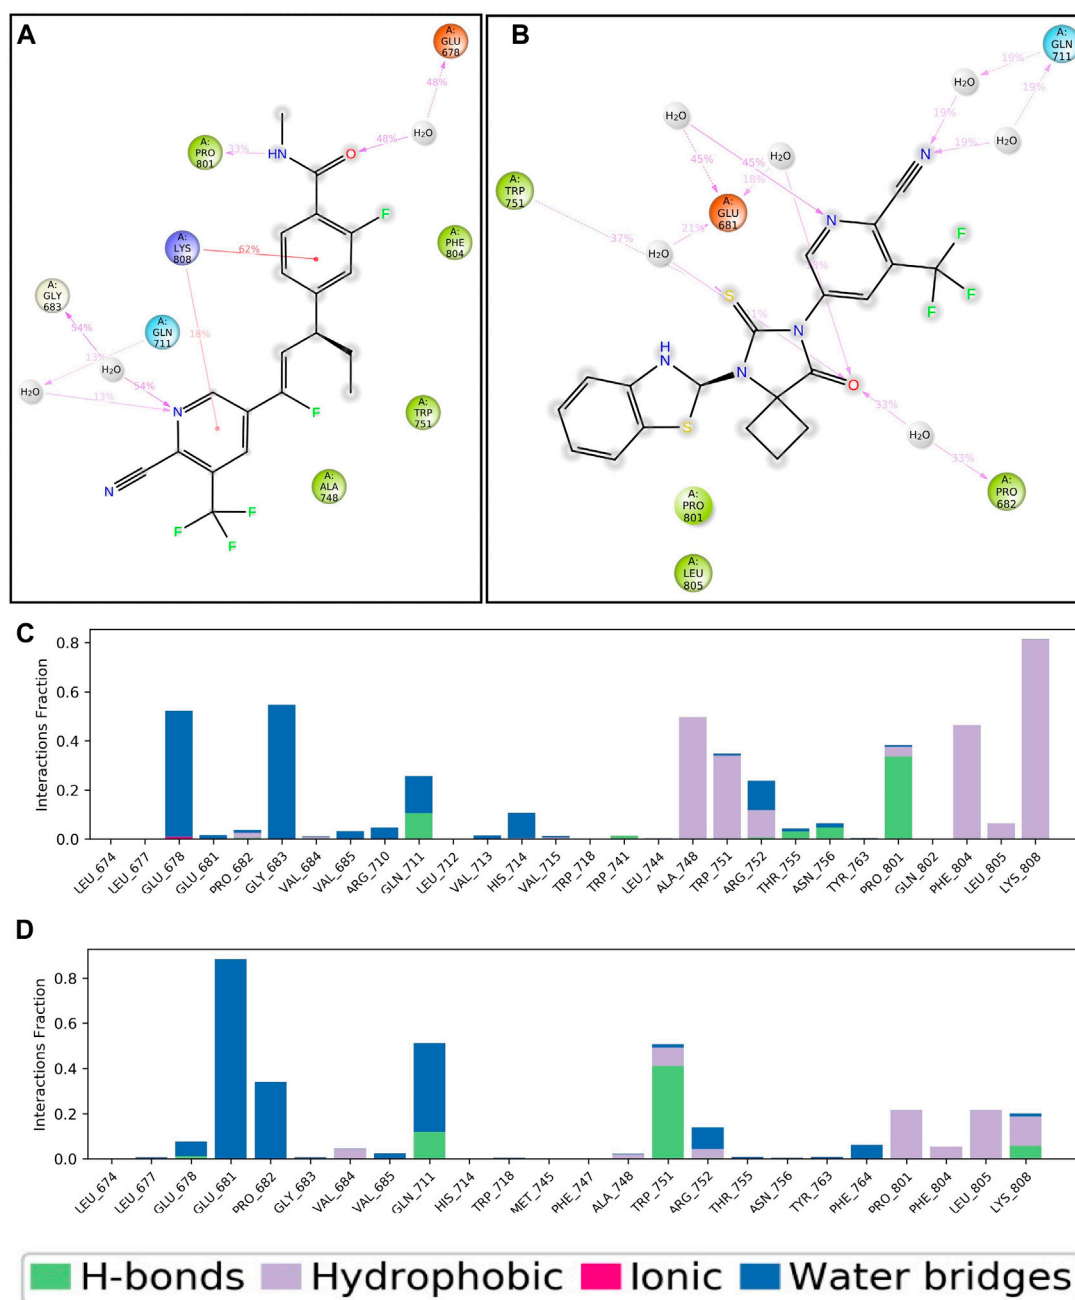 A
A:
GLU
678
48%
H₂O
48%
A:
PRO
801
33%
HN
O
F
A:
LYS
808
62%
A:
PHE
804
A:
GLY
683
54%
A:
GLN
711
18%
13%
H₂O
H₂O
54%
13%
N
F
A:
TRP
751
N
A:
ALA
748
F
F
F
B
A:
GLN
711
19%
H₂O
19%
19%
H₂O
19%
H₂O
45%
45%
H₂O
18%
N
A:
TRP
751
A:
GLU
681
N
37%
21%
H₂O
18%
F
F
F
S
21%
N
H
N
N
O
S
33%
H₂O
33%
A:
PRO
682
A:
PRO
801
A:
LEU
805
C
Interactions Fraction
0.8
0.6
0.4
0.2
0.0
LEU_674
LEU_677
GLU_678
GLU_681
PRO_682
GLY_683
VAL_684
VAL_685
ARG_710
GLN_711
LEU_712
VAL_713
HIS_714
VAL_715
TRP_718
TRP_741
LEU_744
ALA_748
TRP_751
ARG_752
THR_755
ASN_756
TYR_763
PRO_801
GLN_802
PHE_804
LEU_805
LYS_808
D
Interactions Fraction
0.8
0.6
0.4
0.2
0.0
LEU_674
LEU_677
GLU_678
GLU_681
PRO_682
GLY_683
VAL_684
VAL_685
GLN_711
HIS_714
TRP_718
MET_745
PHE_747
ALA_748
TRP_751
ARG_752
THR_755
ASN_756
TYR_763
PHE_764
PRO_801
PHE_804
LEU_805
LYS_808
H-bonds Hydrophobic Ionic Water bridges